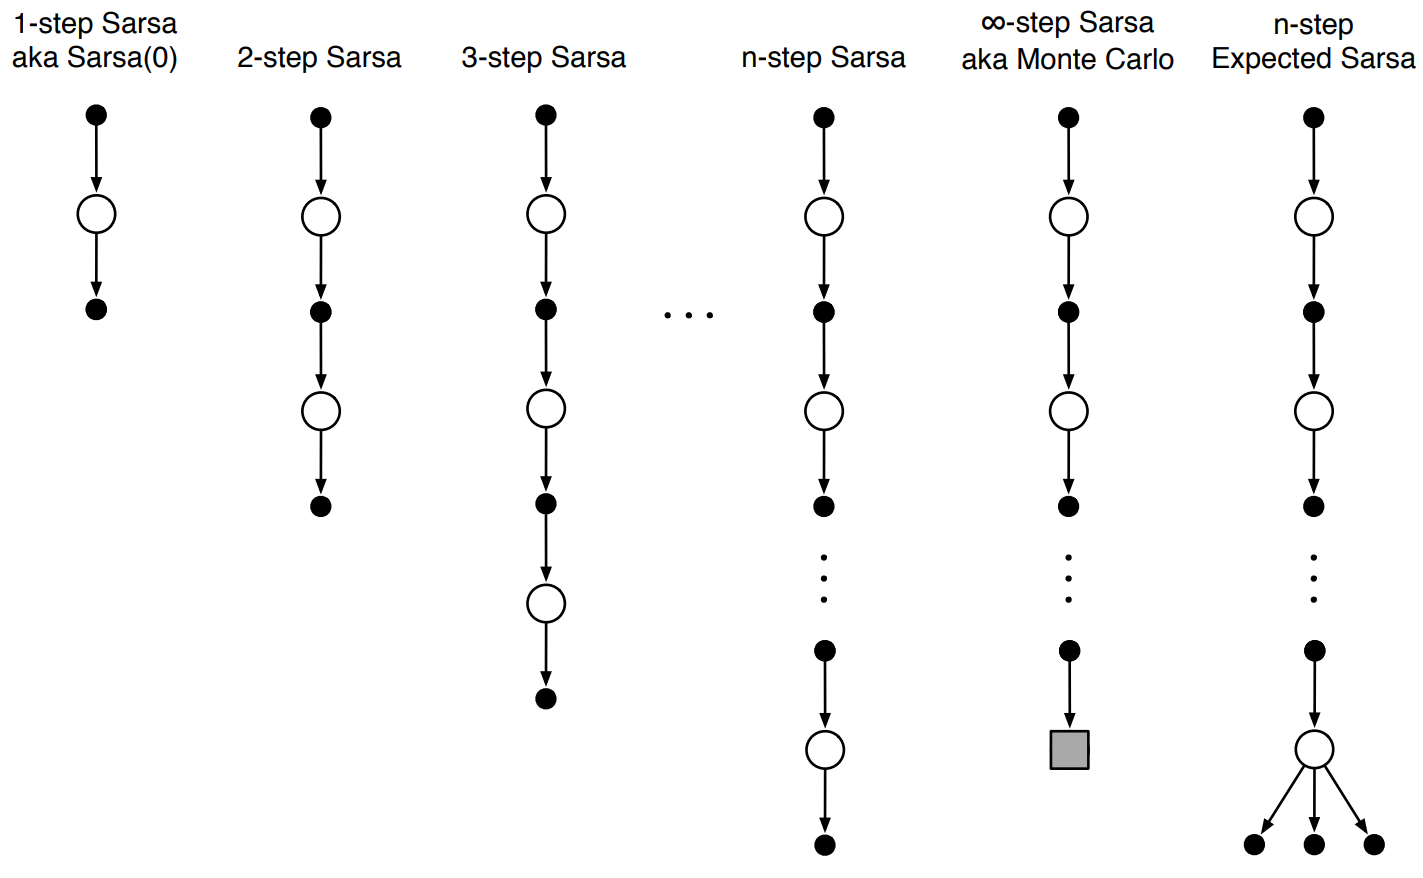 1-step Sarsa
aka Sarsa(0)
2-step Sarsa
3-step Sarsa
n-step Sarsa
∞-step Sarsa
aka Monte Carlo
n-step
Expected Sarsa